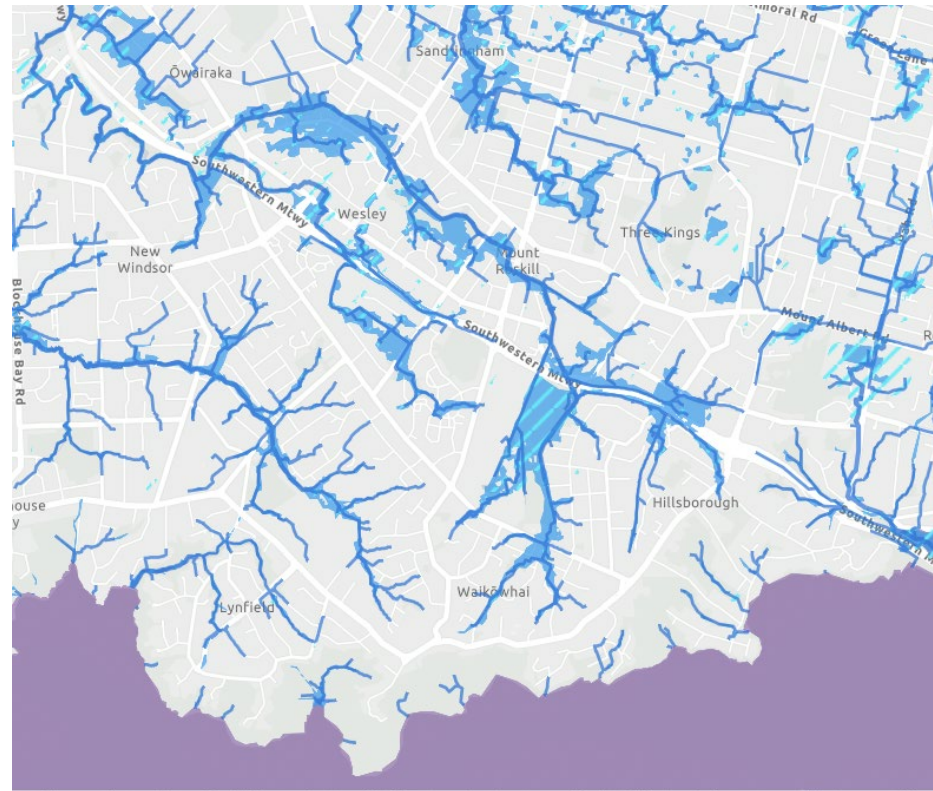 Sandringham
Ōwairaka
Southwestern Mtwy
Wesley
Three Kings
New
Windsor
Mount
Roskill
Blockhouse Bay Rd
Southwestern Mtwy
Mount Albert Rd
Hillsborough
Southwestern M
Waikōwhai
Lynfield